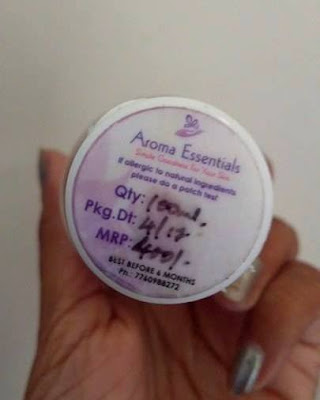 Aroma Essentials
Simple Goodness For Your Skin
If allergic to natural ingredients
please do a patch test
Qty: 100ml.
Pkg.Dt: 4/18
MRP: 400/-
BEST BEFORE 6 MONTHS
Ph.: 7760988272